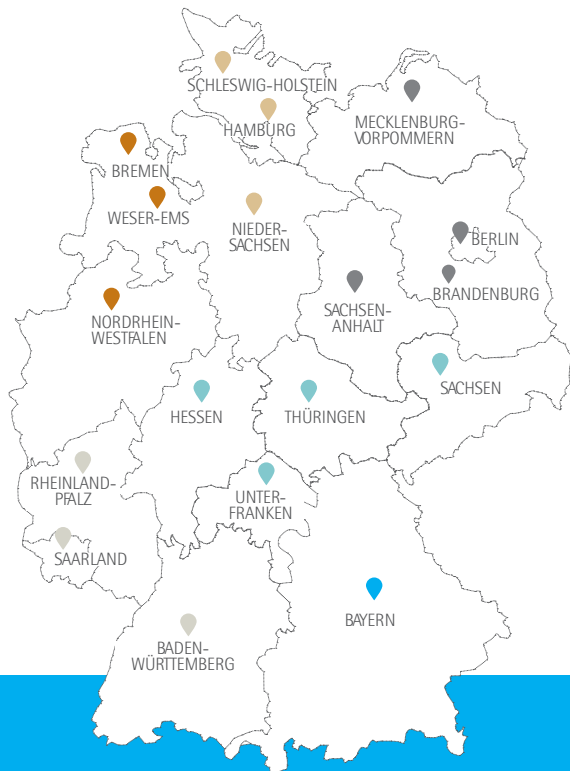 SCHLESWIG-HOLSTEIN
HAMBURG
MECKLENBURG-
VORPOMMERN
BREMEN
WESER-EMS
NIEDER-
SACHSEN
BERLIN
BRANDENBURG
SACHSEN-
ANHALT
NORDRHEIN-
WESTFALEN
HESSEN
THÜRINGEN
SACHSEN
RHEINLAND-
PFALZ
UNTER-
FRANKEN
SAARLAND
BAYERN
BADEN-
WÜRTTEMBERG